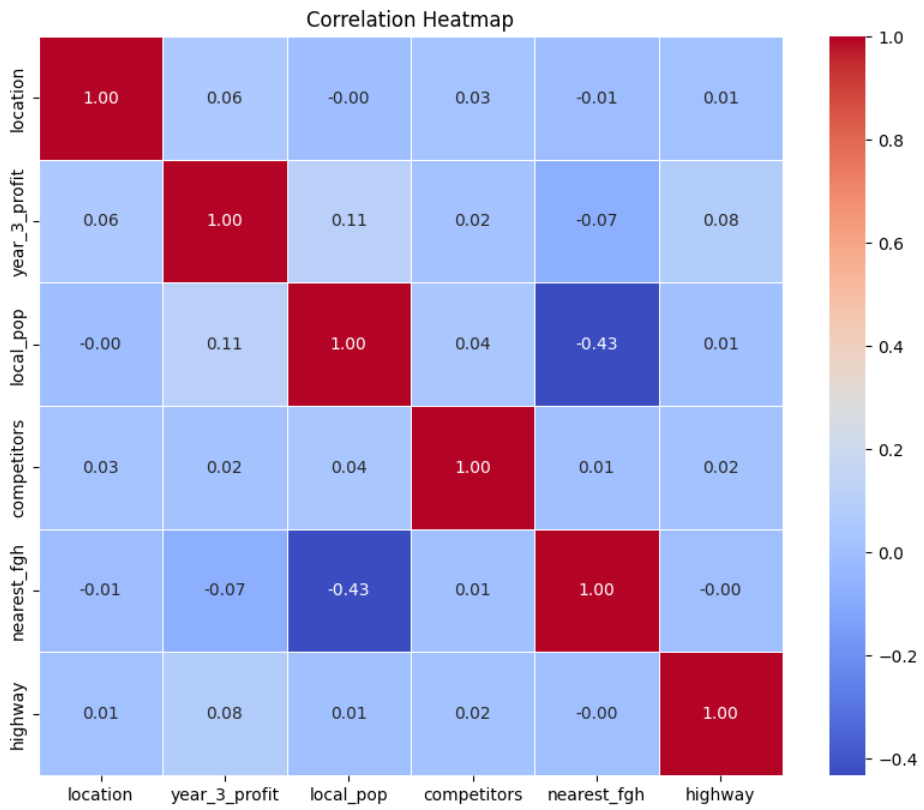 Correlation Heatmap
location 1.00 0.06 -0.00 0.03 -0.01 0.01
year_3_profit 0.06 1.00 0.11 0.02 -0.07 0.08
local_pop -0.00 0.11 1.00 0.04 -0.43 0.01
competitors 0.03 0.02 0.04 1.00 0.01 0.02
nearest_fgh -0.01 -0.07 -0.43 0.01 1.00 -0.00
highway 0.01 0.08 0.01 0.02 -0.00 1.00
location year_3_profit local_pop competitors nearest_fgh highway
1.0
0.8
0.6
0.4
0.2
0.0
−0.2
−0.4